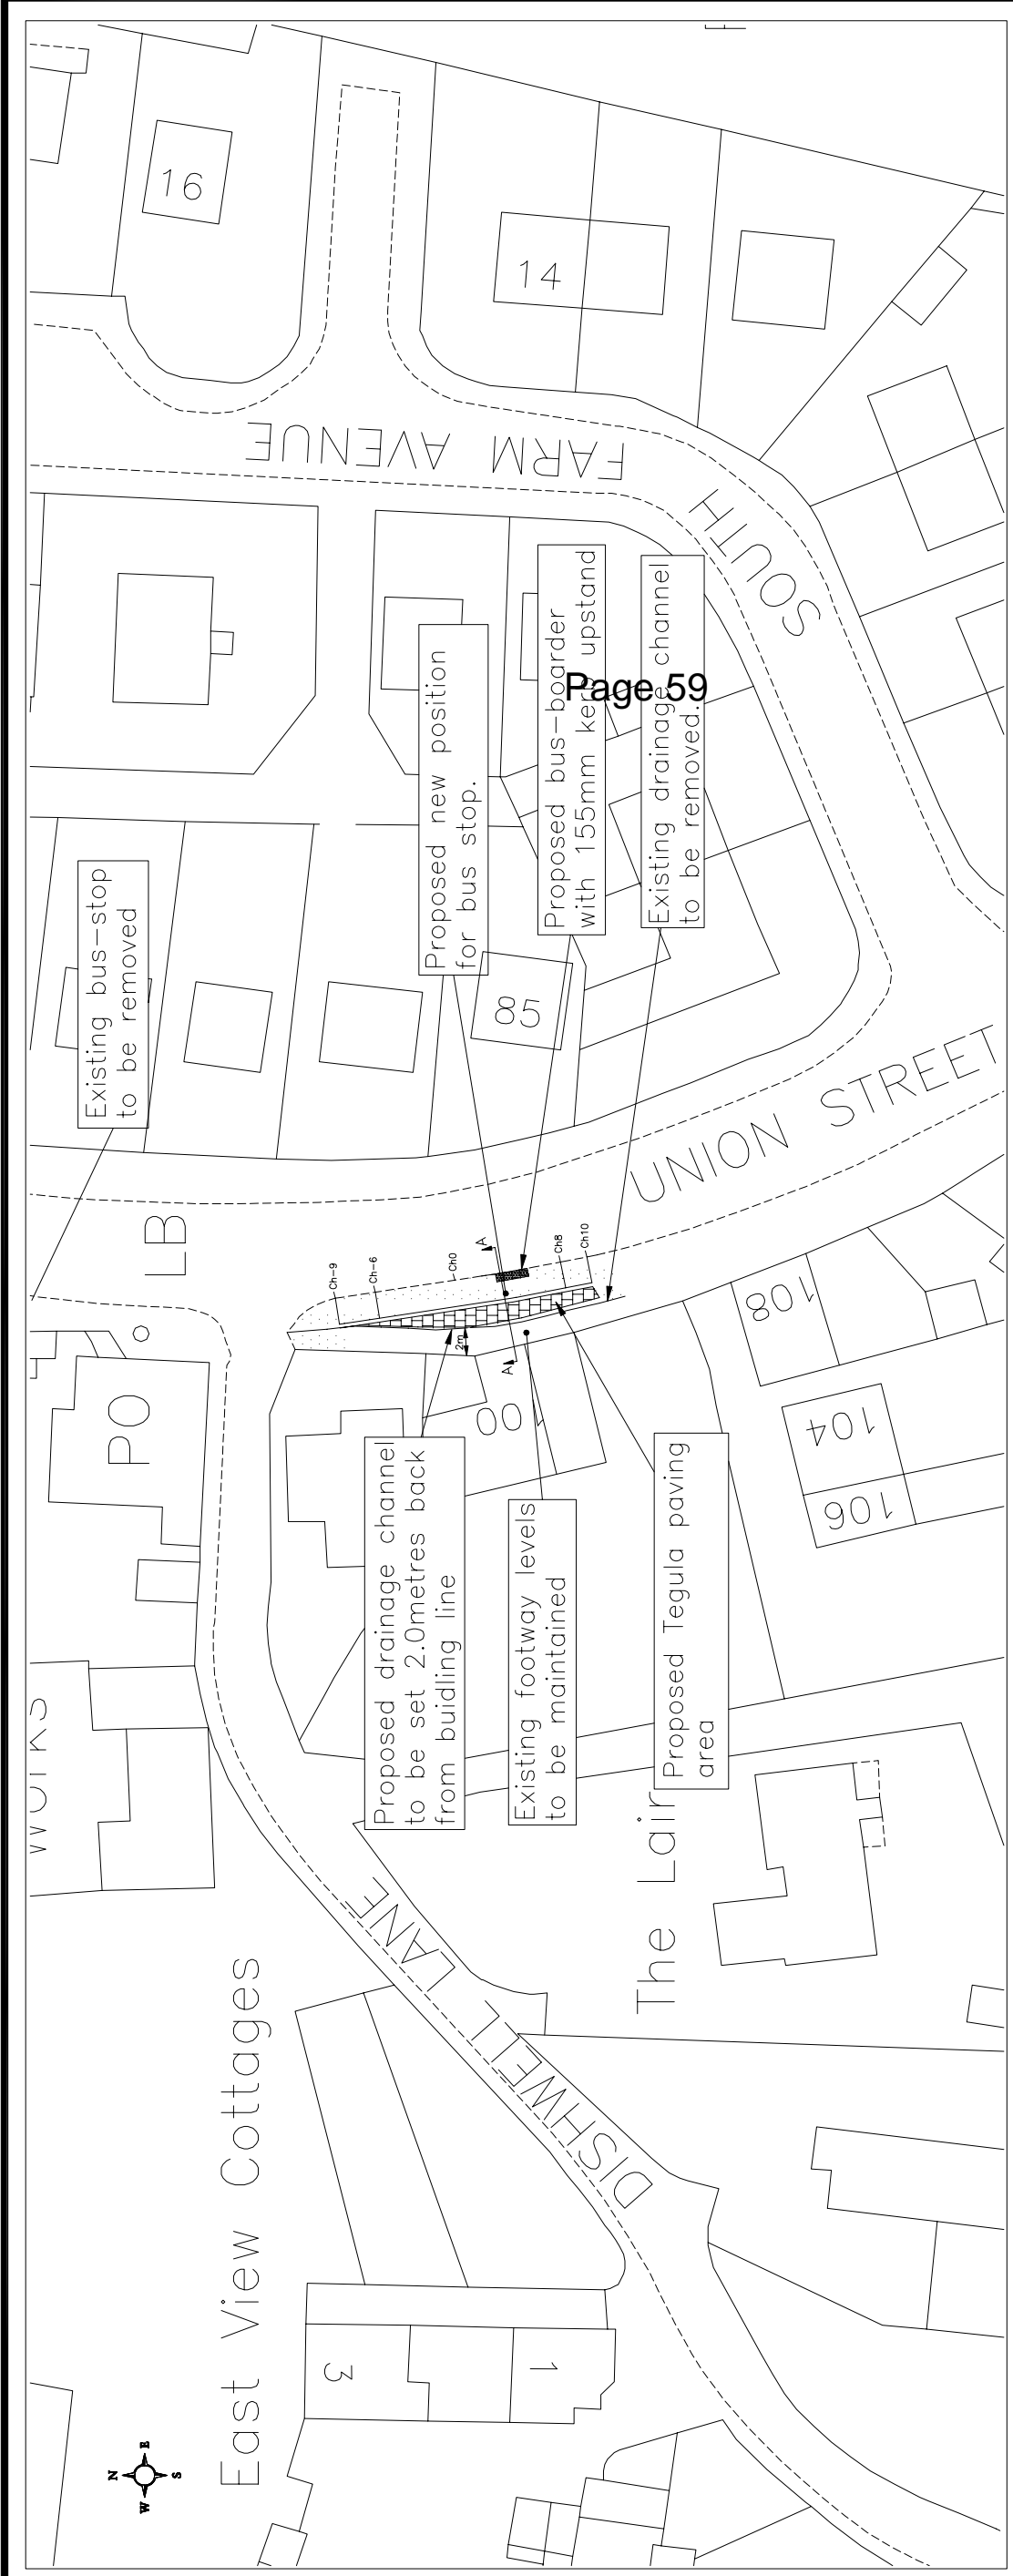 Existing bus-stop
to be removed
Proposed new position
for bus stop.
Proposed bus-boarder
with 155mm kerb upstand
Existing drainage channel
to be removed.
Page 59
Proposed drainage channel
to be set 2.0metres back
from buidling line
Existing footway levels
to be maintained
Proposed Tegula paving
area
16
14
SOUTH
FARM AVENUE
85
UNION STREET
LB
PO
Ch-9
Ch-6
Ch0
A
Ch8
Ch10
2m
A
100
108
104
106
The Lair
DISHWELL LANE
East View Cottages
3
1
N
E
S
W